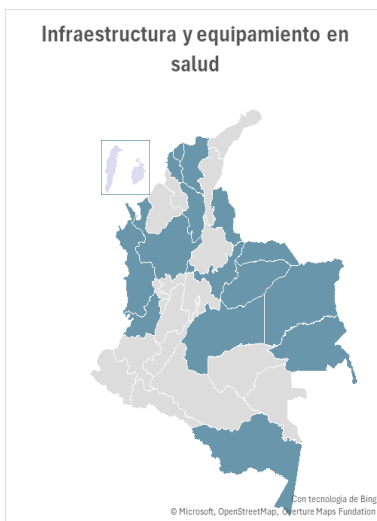 Infraestructura y equipamiento en
salud
Con tecnología de Bing
© Microsoft, OpenStreetMap, Overture Maps Fundation